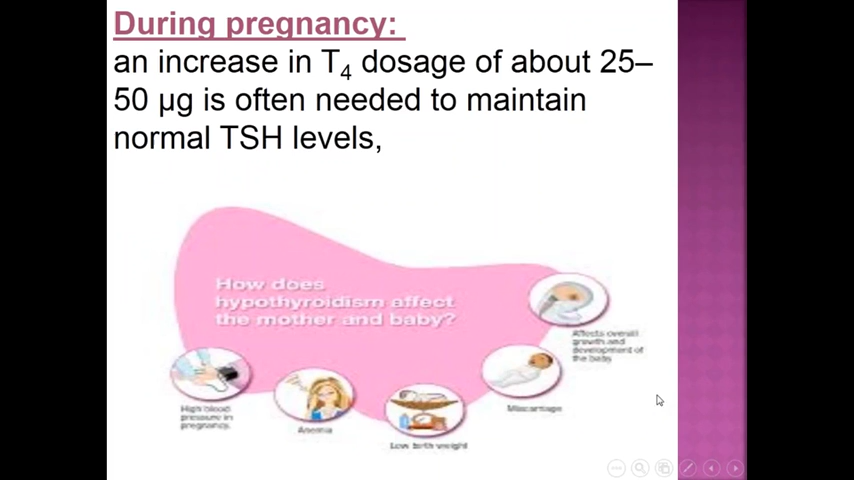 During pregnancy:
an increase in T₄ dosage of about 25–
50 µg is often needed to maintain
normal TSH levels,
How does
hypothyroidism affect
the mother and baby?
Affects overall
growth and
development of
the baby
High blood
pressure in
pregnancy.
Anemia
Low birth weight
Miscarriage